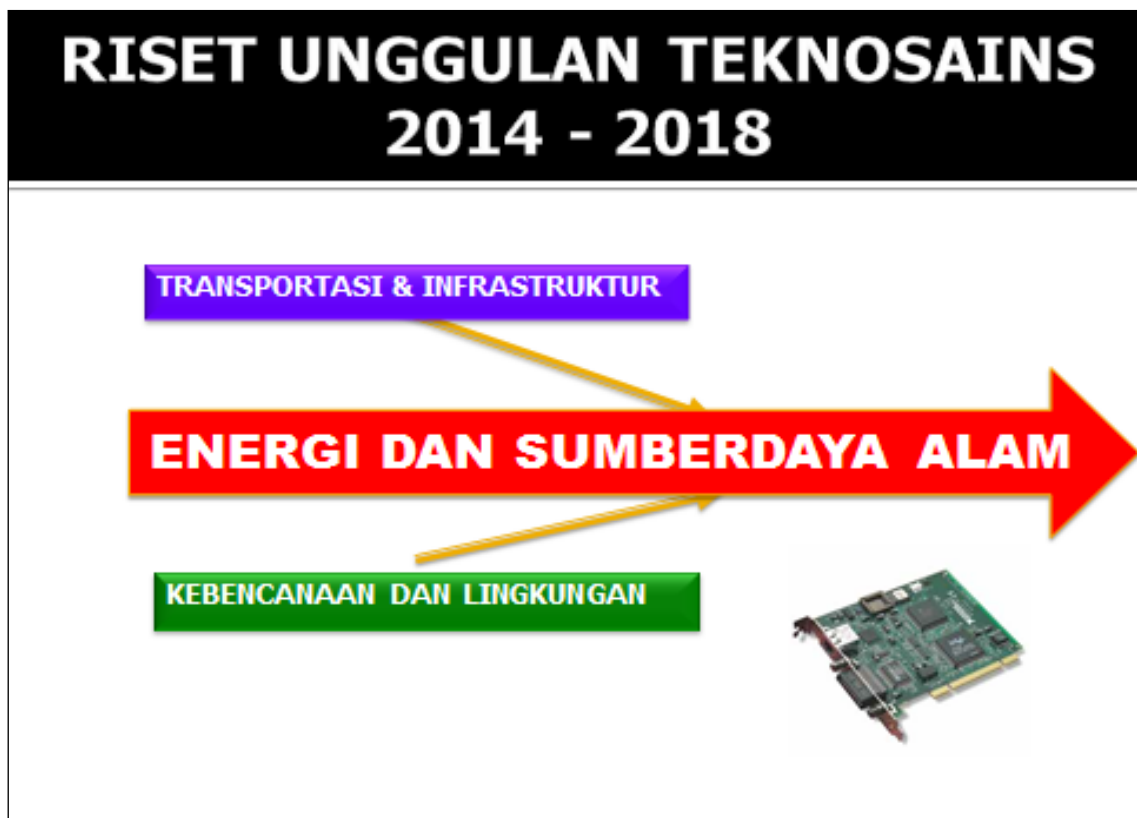 RISET UNGGULAN TEKNOSAINS
2014 - 2018
TRANSPORTASI & INFRASTRUKTUR
ENERGI DAN SUMBERDAYA ALAM
KEBENCANAAN DAN LINGKUNGAN